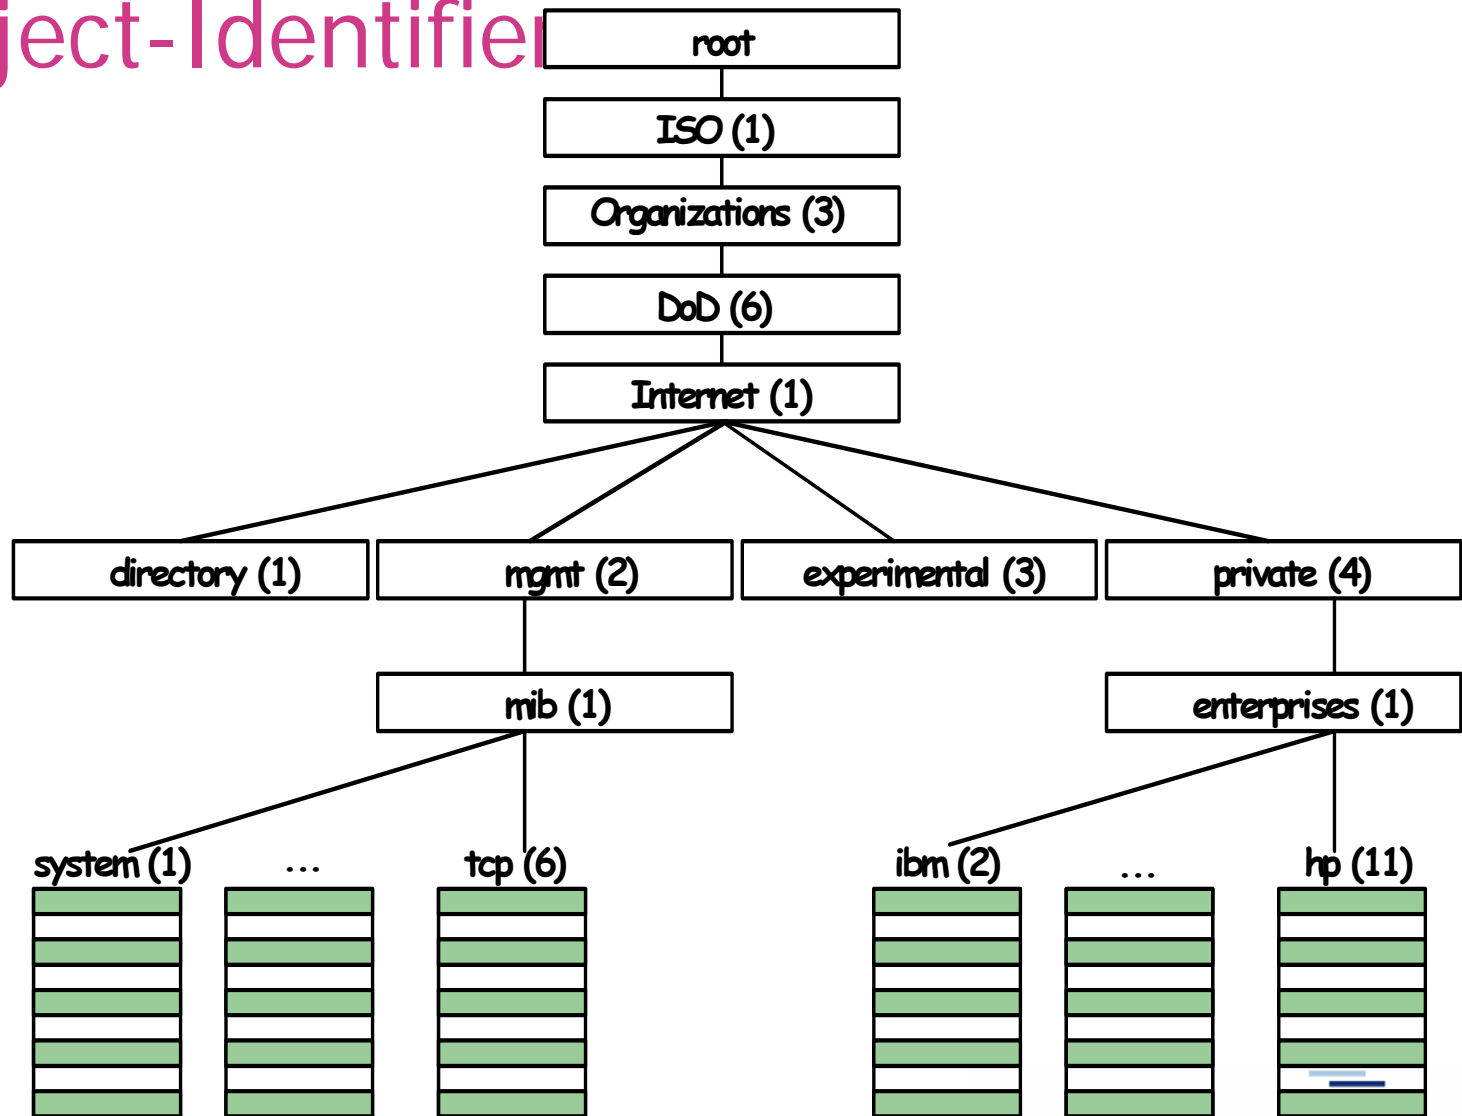 ject-Identifier
root
ISO (1)
Organizations (3)
DoD (6)
Internet (1)
directory (1)
mgmt (2)
experimental (3)
private (4)
mib (1)
enterprises (1)
system (1)
...
tcp (6)
ibm (2)
...
hp (11)